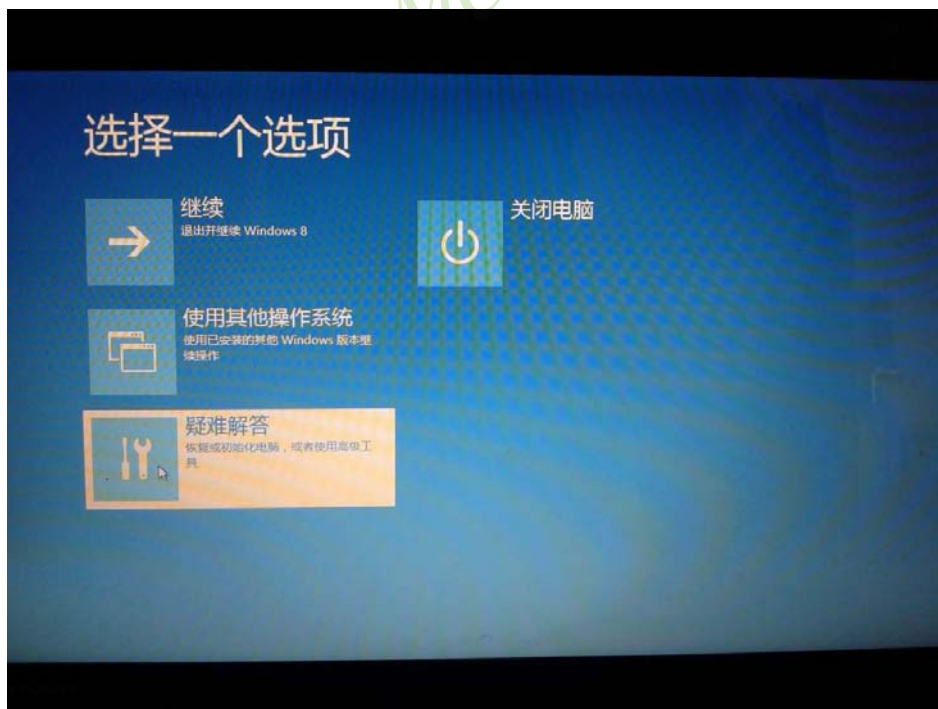 选择一个选项
继续
退出并继续 Windows 8
关闭电脑
使用其他操作系统
使用已安装的其他 Windows 版本继
续操作
疑难解答
恢复或初始化电脑，或者使用高级工
具